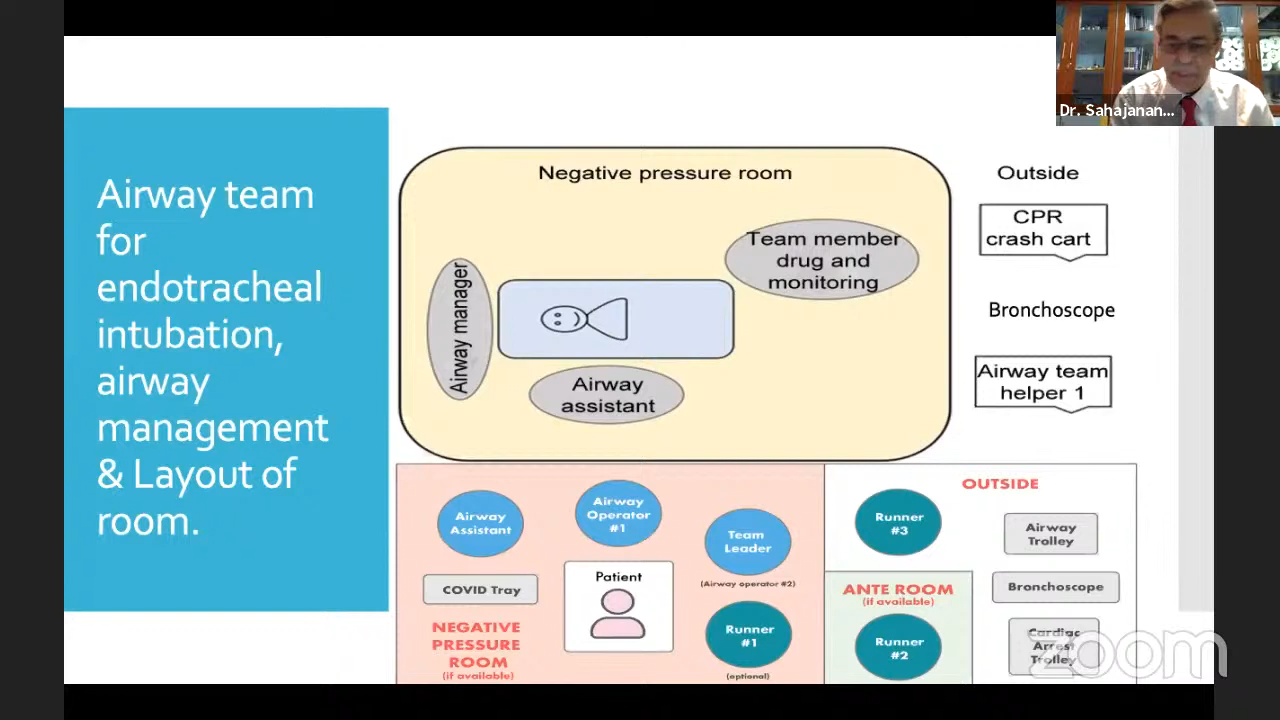 Dr. Sahajanan...
Airway team
for
endotracheal
intubation,
airway
management
& Layout of
room.
Negative pressure room
Team member
drug and
monitoring
Airway manager
Airway
assistant
Outside
CPR
crash cart
Bronchoscope
Airway team
helper 1
Airway
Assistant
Airway
Operator
#1
Team
Leader
(Airway operator #2)
COVID Tray
Patient
NEGATIVE
PRESSURE
ROOM
(if available)
Runner
#1
(optional)
OUTSIDE
Runner
#3
Airway
Trolley
Bronchoscope
ANTE ROOM
(if available)
Runner
#2
Cardiac
Arrest
Trolley
zoom